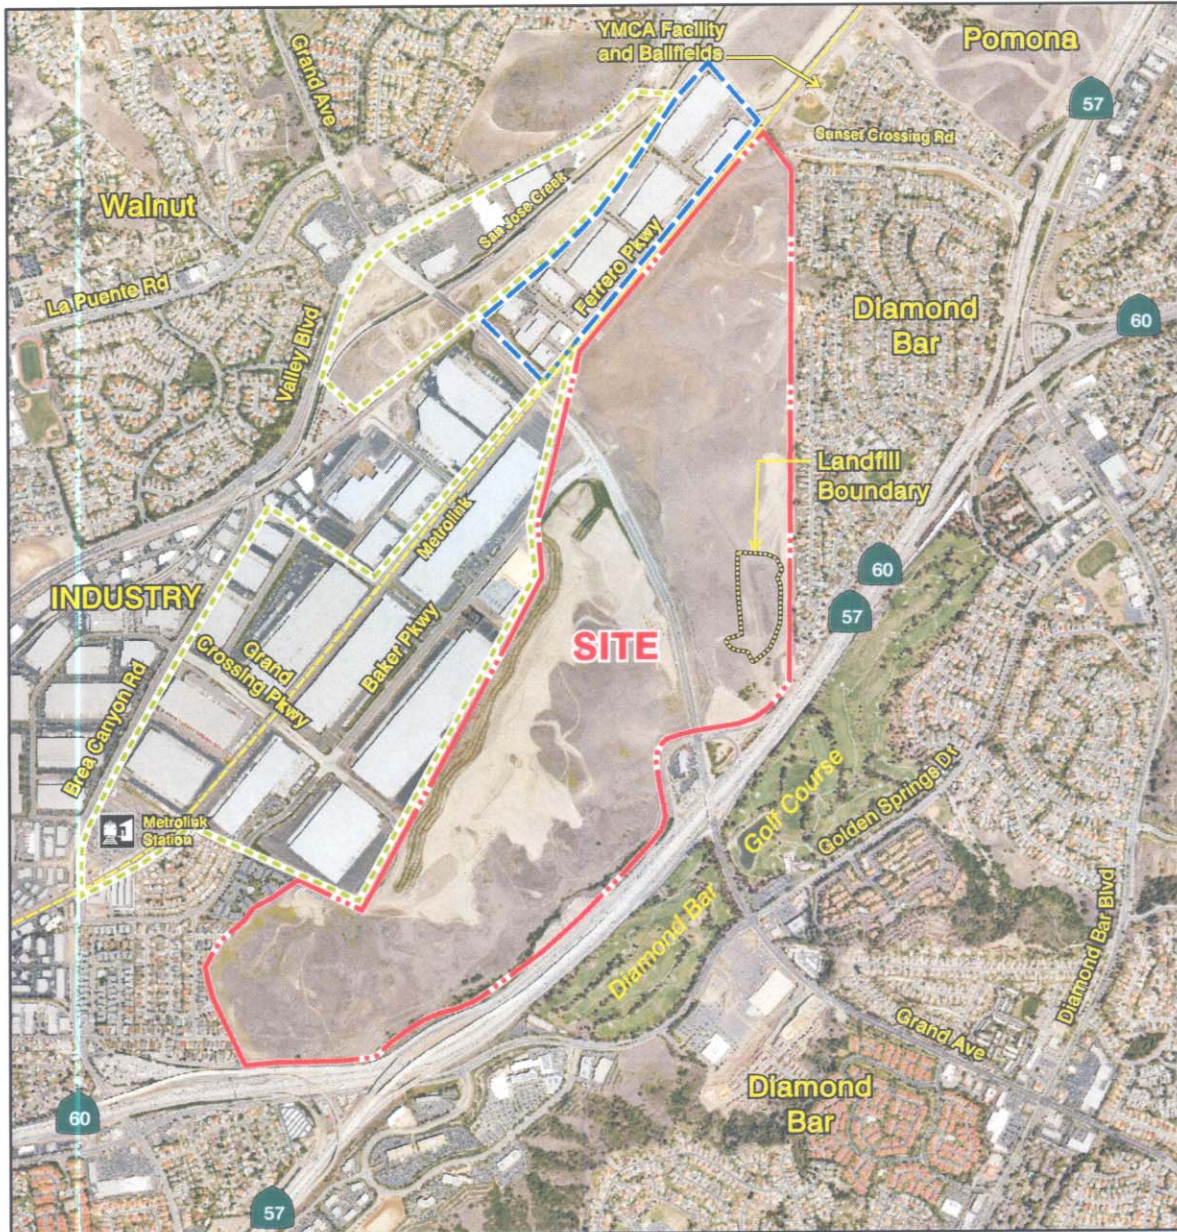 YMCA Facility
and Ballfields
Pomona
57
Grand Ave
Sunset Crossing Rd
Walnut
San Jose Creek
La Puente Rd
Ferrero Pkwy
Valley Blvd
Diamond
Bar
60
Landfill
Boundary
Metrolink
INDUSTRY
60
57
SITE
Baker Pkwy
Grand
Crossing Pkwy
Brea Canyon Rd
Metrolink
Station
Golf Course
Golden Springs Dr
Diamond Bar
Diamond Bar Blvd
Grand Ave
Diamond
Bar
60
57